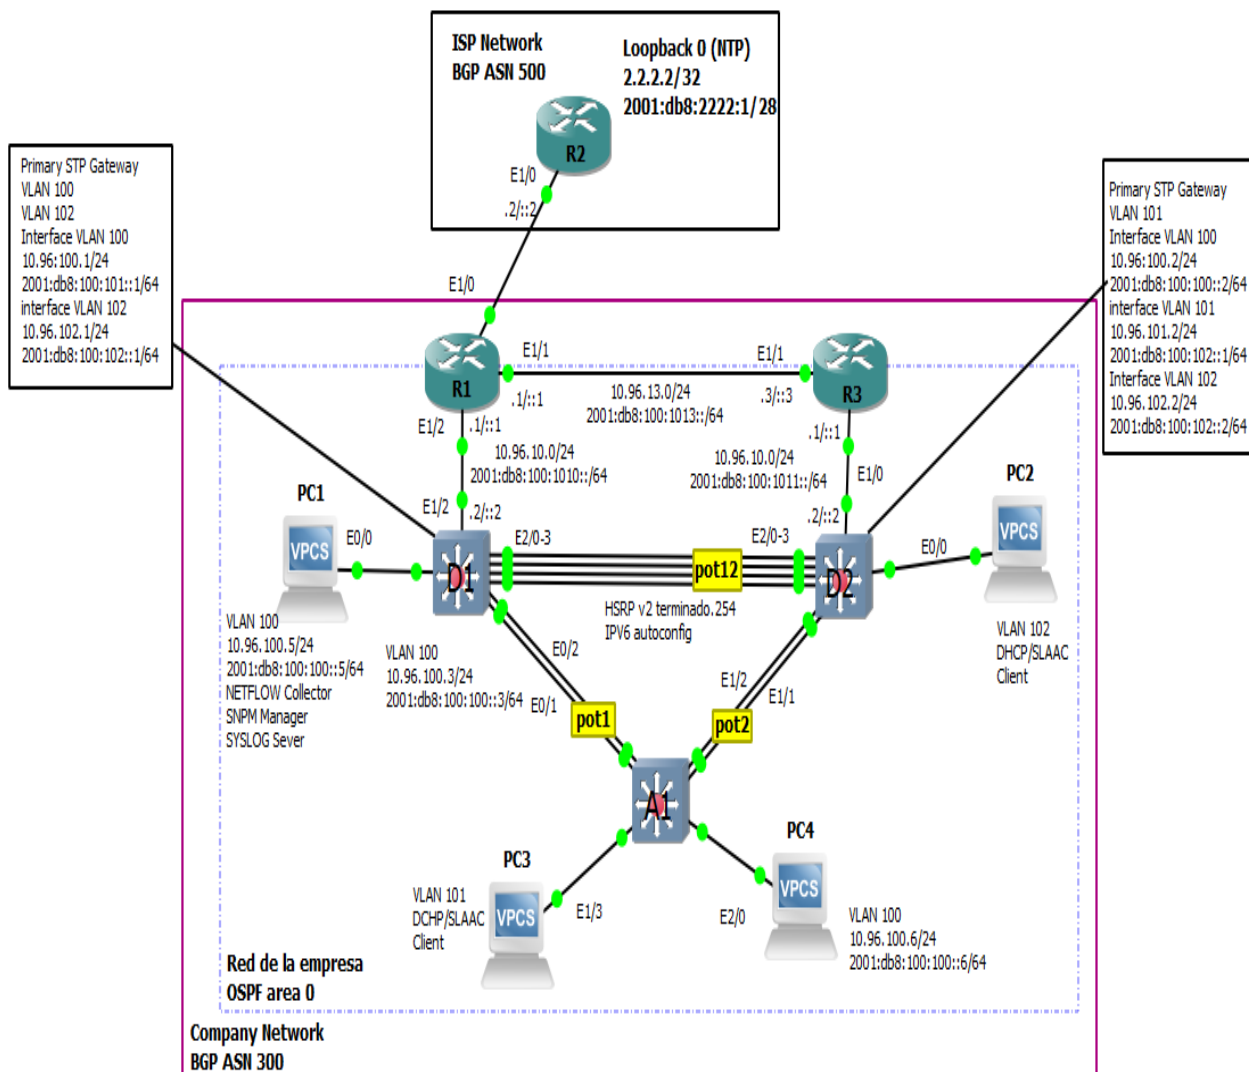 ISP Network
BGP ASN 500
Loopback 0 (NTP)
2.2.2.2/32
2001:db8:2222:1/28
R2
E1/0
.2/::2
Primary STP Gateway
VLAN 100
VLAN 102
Interface VLAN 100
10.96:100.1/24
2001:db8:100:101::1/64
interface VLAN 102
10.96.102.1/24
2001:db8:100:102::1/64
Primary STP Gateway
VLAN 101
Interface VLAN 100
10.96:100.2/24
2001:db8:100:100::2/64
interface VLAN 101
10.96.101.2/24
2001:db8:100:102::1/64
Interface VLAN 102
10.96.102.2/24
2001:db8:100:102::2/64
E1/0
R1
E1/1
.1/::1
10.96.13.0/24
2001:db8:100:1013::/64
E1/1
.3/::3
R3
E1/2
.1/::1
10.96.10.0/24
2001:db8:100:1010::/64
E1/2
.2/::2
.1/::1
10.96.10.0/24
2001:db8:100:1011::/64
E1/0
.2/::2
PC1
VPCS
E0/0
D1
E2/0-3
pot12
E2/0-3
D2
E0/0
PC2
VPCS
HSRP v2 terminado.254
IPV6 autoconfig
VLAN 100
10.96.100.5/24
2001:db8:100:100::5/64
NETFLOW Collector
SNPM Manager
SYSLOG Sever
VLAN 100
10.96.100.3/24
2001:db8:100:100::3/64
VLAN 102
DHCP/SLAAC
Client
E0/2
E0/1
pot1
E1/2
E1/1
pot2
A1
PC3
VPCS
VLAN 101
DCHP/SLAAC
Client
E1/3
PC4
VPCS
E2/0
VLAN 100
10.96.100.6/24
2001:db8:100:100::6/64
Red de la empresa
OSPF area 0
Company Network
BGP ASN 300